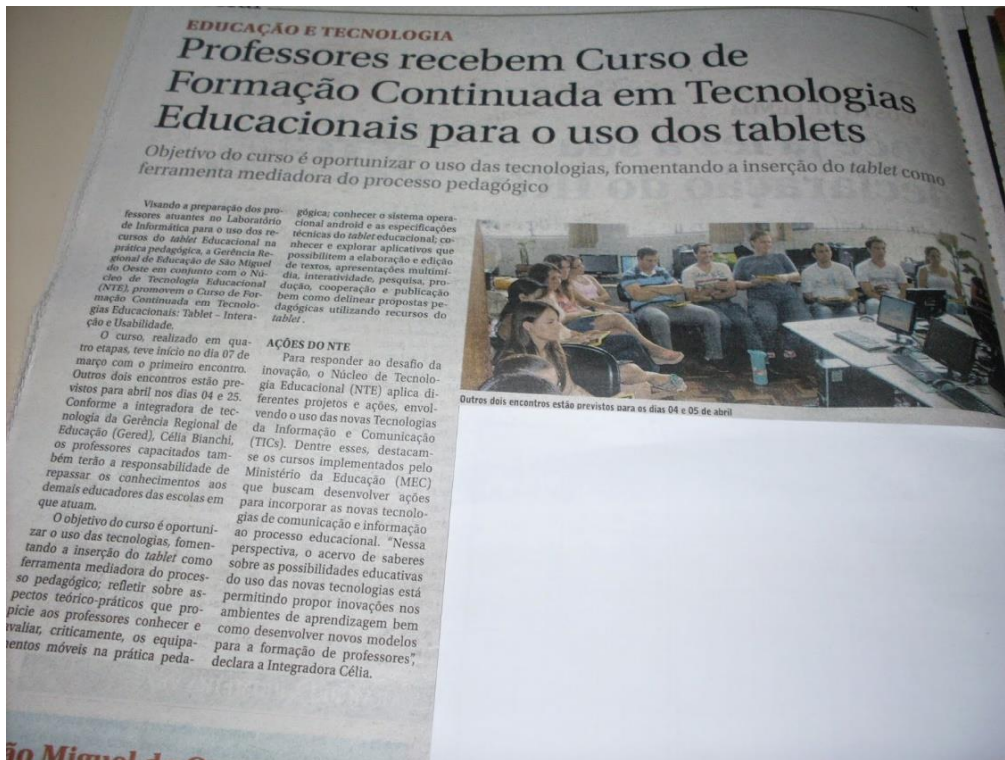 EDUCAÇÃO E TECNOLOGIA
Professores recebem Curso de
Formação Continuada em Tecnologias
Educacionais para o uso dos tablets
Objetivo do curso é oportunizar o uso das tecnologias, fomentando a inserção do tablet como
ferramenta mediadora do processo pedagógico
Visando a preparação dos pro-
fessores atuantes no Laboratório
de Informática para o uso dos re-
cursos do tablet Educacional na
prática pedagógica, a Gerência Re-
gional de Educação de São Miguel
do Oeste em conjunto com o Nú-
cleo de Tecnologia Educacional
(NTE), promovem o Curso de For-
mação Continuada em Tecnolo-
gias Educacionais: Tablet – Intera-
ção e Usabilidade.
O curso, realizado em qua-
tro etapas, teve início no dia 07 de
março com o primeiro encontro.
Outros dois encontros estão pre-
vistos para abril nos dias 04 e 25.
Conforme a integradora de tec-
nologia da Gerência Regional de
Educação (Gered), Célia Bianchi,
os professores capacitados tam-
bém terão a responsabilidade de
repassar os conhecimentos aos
demais educadores das escolas em
que atuam.
O objetivo do curso é oportuni-
zar o uso das tecnologias, fomen-
tando a inserção do tablet como
ferramenta mediadora do proces-
so pedagógico; refletir sobre as-
pectos teórico-práticos que pro-
picie aos professores conhecer e
avaliar, criticamente, os equipa-
mentos móveis na prática peda-
gógica; conhecer o sistema opera-
cional android e as especificações
técnicas do tablet educacional; co-
nhecer e explorar aplicativos que
possibilitem a elaboração e edição
de textos, apresentações multimí-
dia, interatividade, pesquisa, pro-
dução, cooperação e publicação
bem como delinear propostas pe-
dagógicas utilizando recursos do
tablet .
AÇÕES DO NTE
Para responder ao desafio da
inovação, o Núcleo de Tecnolo-
gia Educacional (NTE) aplica di-
ferentes projetos e ações, envol-
vendo o uso das novas Tecnologias
da Informação e Comunicação
(TICs). Dentre esses, destacam-
se os cursos implementados pelo
Ministério da Educação (MEC)
que buscam desenvolver ações
para incorporar as novas tecnolo-
gias de comunicação e informação
ao processo educacional. “Nessa
perspectiva, o acervo de saberes
sobre as possibilidades educativas
do uso das novas tecnologias está
permitindo propor inovações nos
ambientes de aprendizagem bem
como desenvolver novos modelos
para a formação de professores”,
declara a Integradora Célia.
Outros dois encontros estão previstos para os dias 04 e 05 de abril